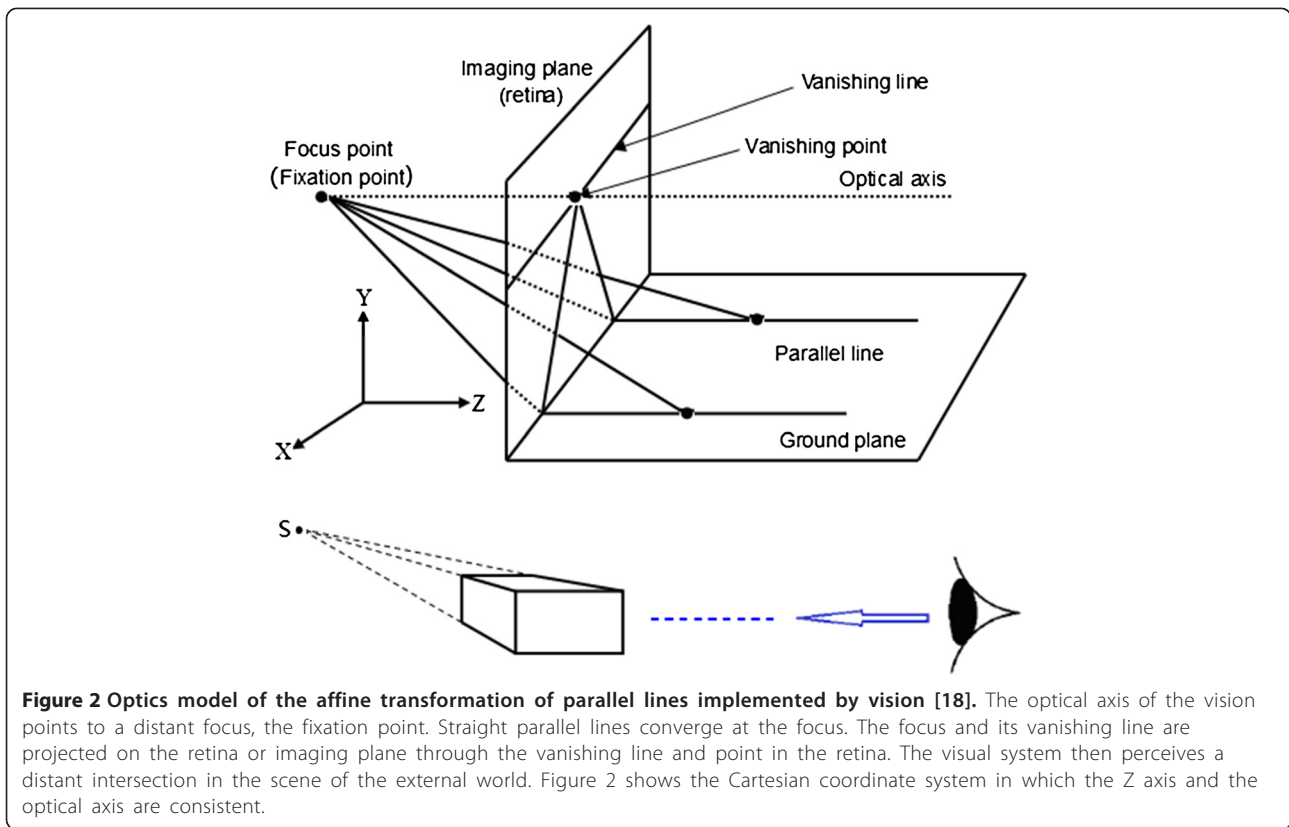 Imaging plane
(retina)
Vanishing line
Vanishing point
Focus point
(Fixation point)
Optical axis
Y
Z
X
Parallel line
Ground plane
S
Figure 2 Optics model of the affine transformation of parallel lines implemented by vision [18]. The optical axis of the vision
points to a distant focus, the fixation point. Straight parallel lines converge at the focus. The focus and its vanishing line are
projected on the retina or imaging plane through the vanishing line and point in the retina. The visual system then perceives a
distant intersection in the scene of the external world. Figure 2 shows the Cartesian coordinate system in which the Z axis and the
optical axis are consistent.